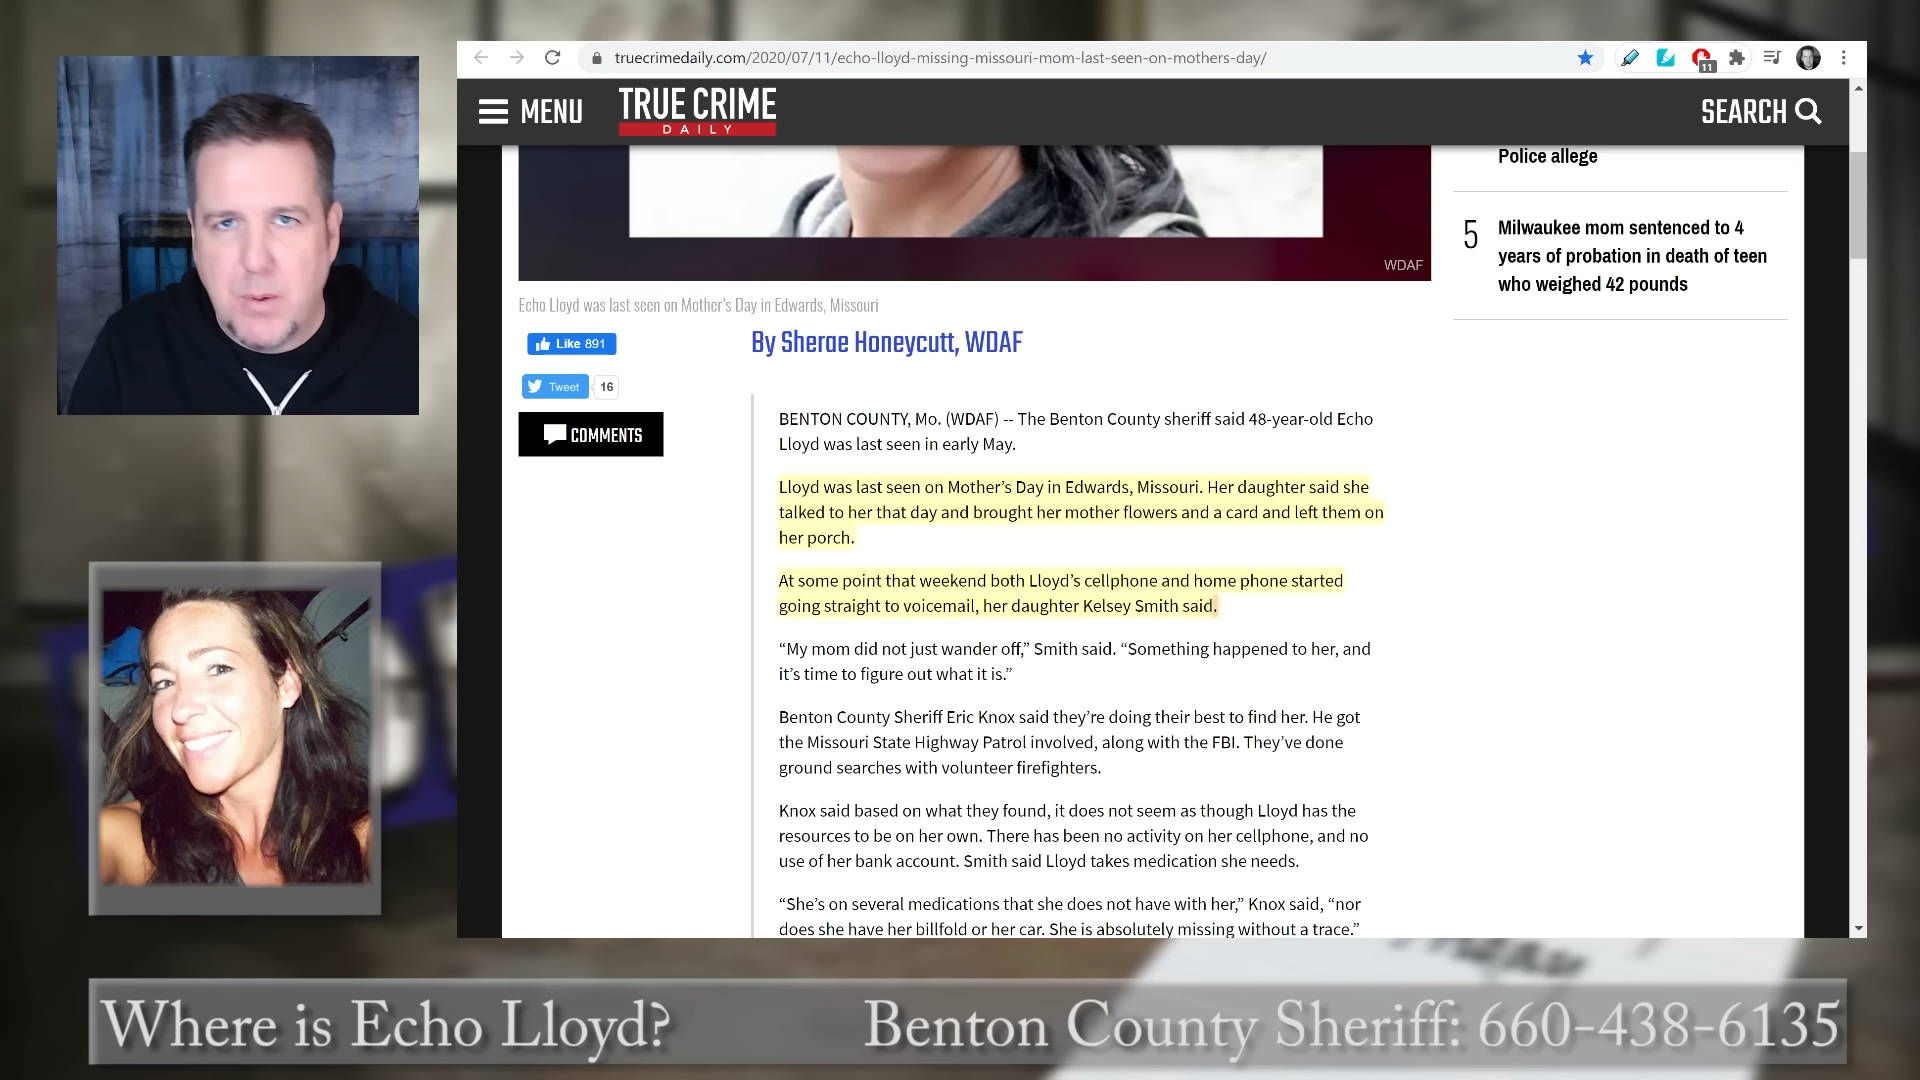 truecrimedaily.com/2020/07/11/echo-lloyd-missing-missouri-mom-last-seen-on-mothers-day/
11
MENU
TRUE CRIME
DAILY
SEARCH
WDAF
Echo Lloyd was last seen on Mother's Day in Edwards, Missouri
Like 891
Tweet 16
COMMENTS
By Sherae Honeycutt, WDAF
BENTON COUNTY, Mo. (WDAF) -- The Benton County sheriff said 48-year-old Echo
Lloyd was last seen in early May.
Lloyd was last seen on Mother's Day in Edwards, Missouri. Her daughter said she
talked to her that day and brought her mother flowers and a card and left them on
her porch.
At some point that weekend both Lloyd's cellphone and home phone started
going straight to voicemail, her daughter Kelsey Smith said.
“My mom did not just wander off,” Smith said. “Something happened to her, and
it's time to figure out what it is.”
Benton County Sheriff Eric Knox said they're doing their best to find her. He got
the Missouri State Highway Patrol involved, along with the FBI. They've done
ground searches with volunteer firefighters.
Knox said based on what they found, it does not seem as though Lloyd has the
resources to be on her own. There has been no activity on her cellphone, and no
use of her bank account. Smith said Lloyd takes medication she needs.
“She's on several medications that she does not have with her,” Knox said, “nor
does she have her billfold or her car. She is absolutely missing without a trace.”
Police allege
5
Milwaukee mom sentenced to 4
years of probation in death of teen
who weighed 42 pounds
Where is Echo Lloyd?
Benton County Sheriff: 660-438-6135